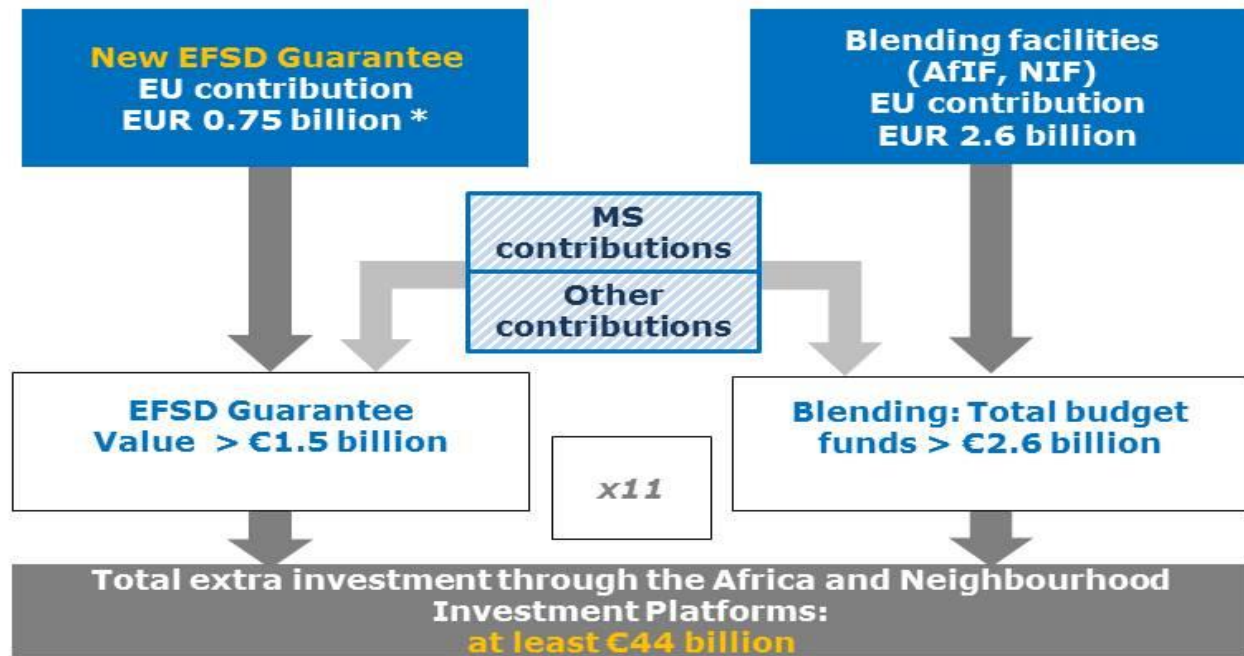 New EFSD Guarantee
EU contribution
EUR 0.75 billion *
Blending facilities
(AfIF, NIF)
EU contribution
EUR 2.6 billion
MS
contributions
Other
contributions
EFSD Guarantee
Value > €1.5 billion
x11
Blending: Total budget
funds > €2.6 billion
Total extra investment through the Africa and Neighbourhood
Investment Platforms:
at least €44 billion